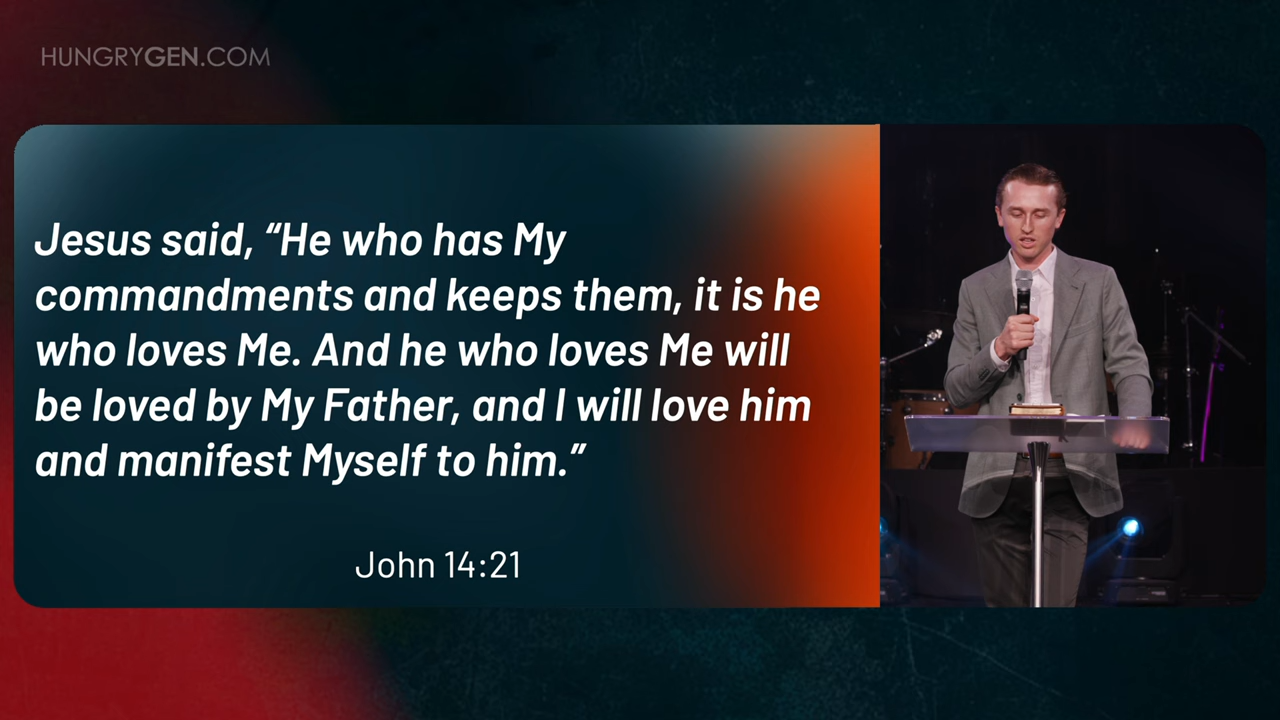 HUNGRYGEN.COM
Jesus said, “He who has My
commandments and keeps them, it is he
who loves Me. And he who loves Me will
be loved by My Father, and I will love him
and manifest Myself to him.”
John 14:21